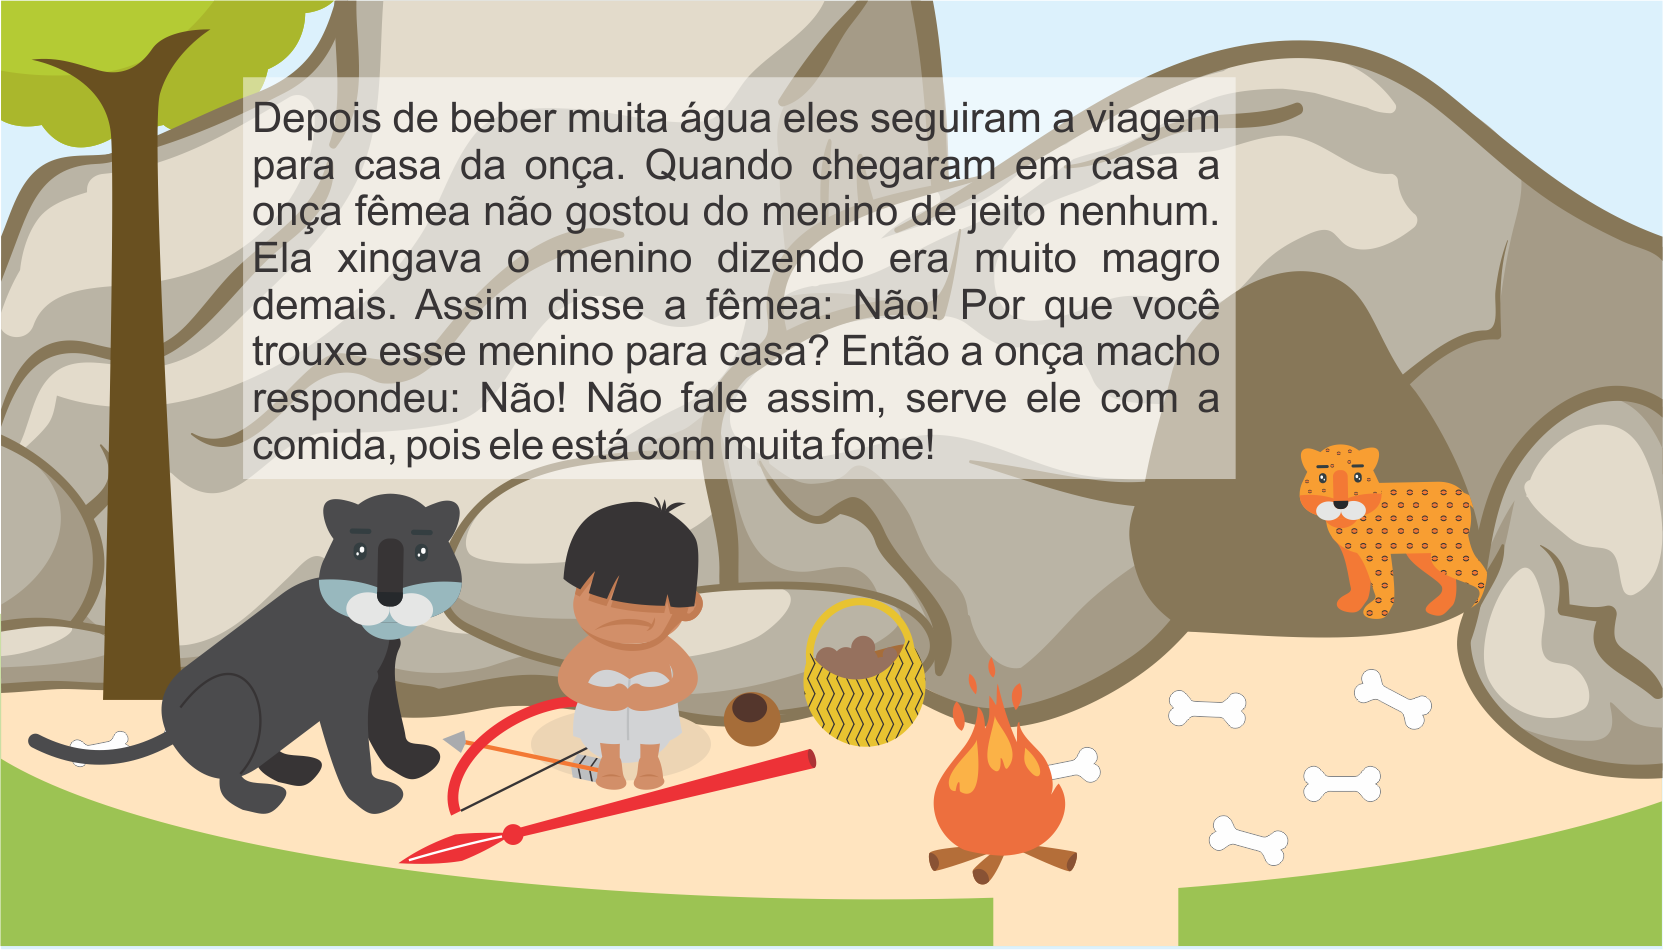 Depois de beber muita água eles seguiram a viagem
para casa da onça. Quando chegaram em casa a
onça fêmea não gostou do menino de jeito nenhum.
Ela xingava o menino dizendo era muito magro
demais. Assim disse a fêmea: Não! Por que você
trouxe esse menino para casa? Então a onça macho
respondeu: Não! Não fale assim, serve ele com a
comida, pois ele está com muita fome!